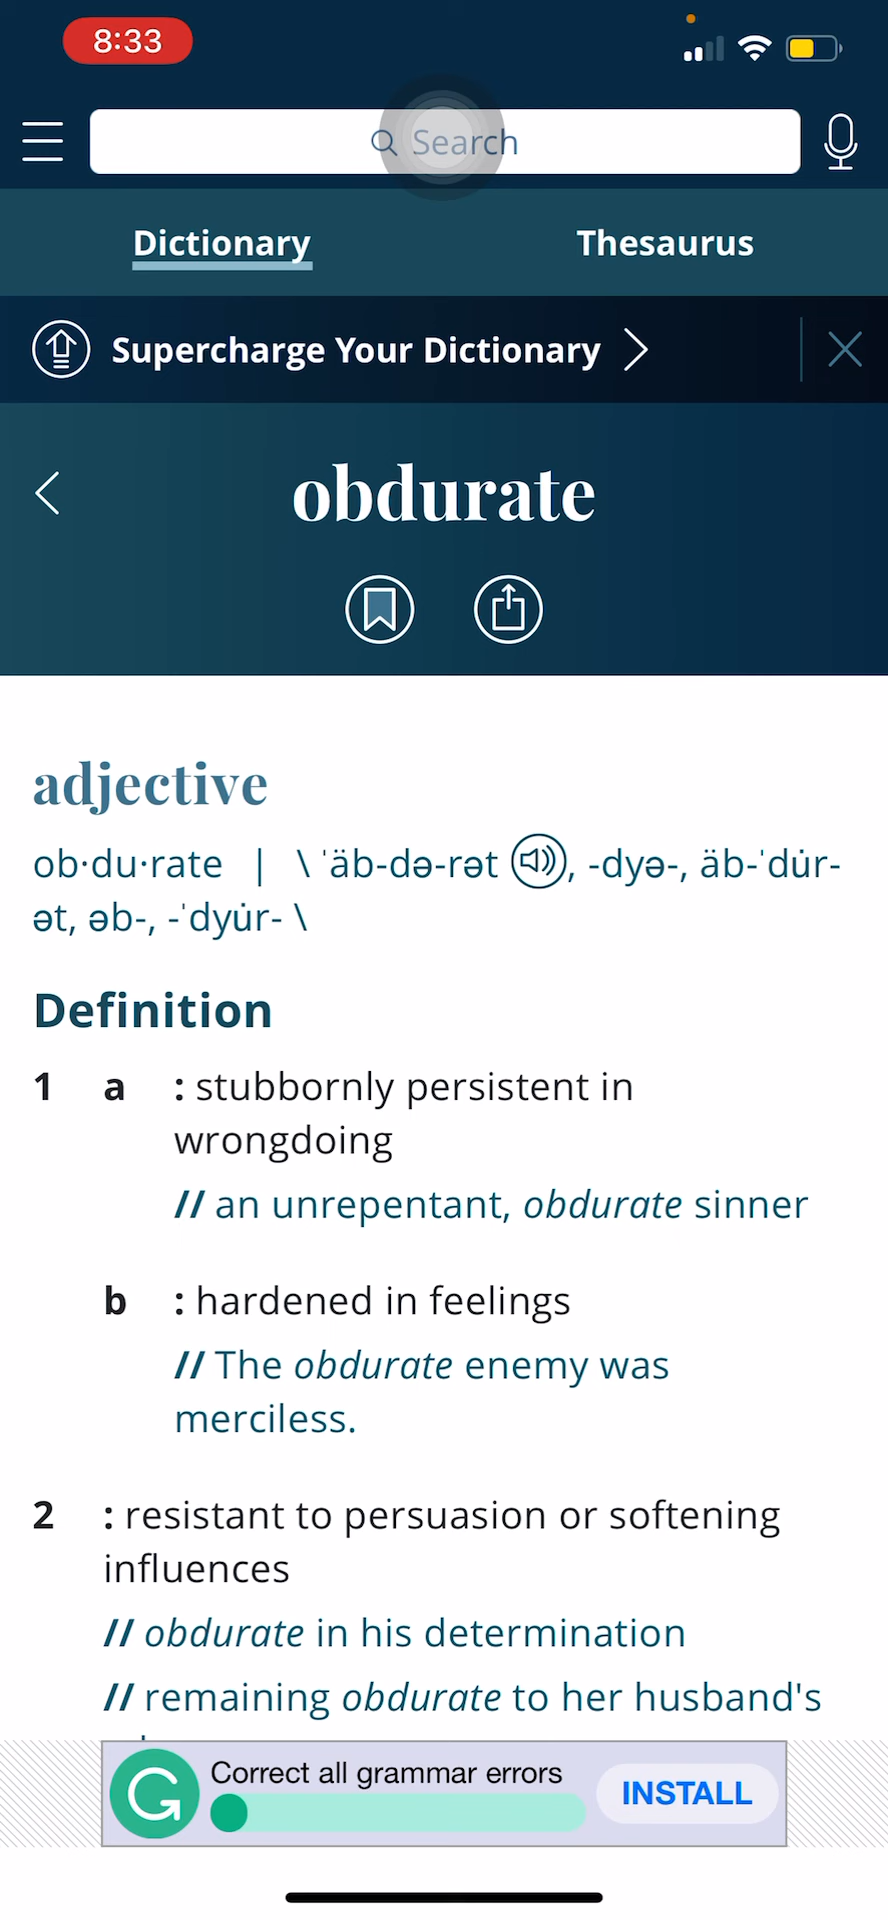 8:33
Search
Dictionary Thesaurus
Supercharge Your Dictionary
obdurate
adjective
ob·du·rate | \ ˈäb-də-rət , -dyə-, äb-ˈdu̇r-
ət, əb-, -ˈdyu̇r- \
Definition
1 a : stubbornly persistent in
wrongdoing
// an unrepentant, obdurate sinner
b : hardened in feelings
// The obdurate enemy was
merciless.
2 : resistant to persuasion or softening
influences
// obdurate in his determination
// remaining obdurate to her husband's
Correct all grammar errors
INSTALL